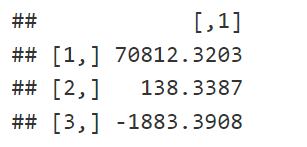 ##            [,1]
## [1,] 70812.3203
## [2,]   138.3387
## [3,] -1883.3908